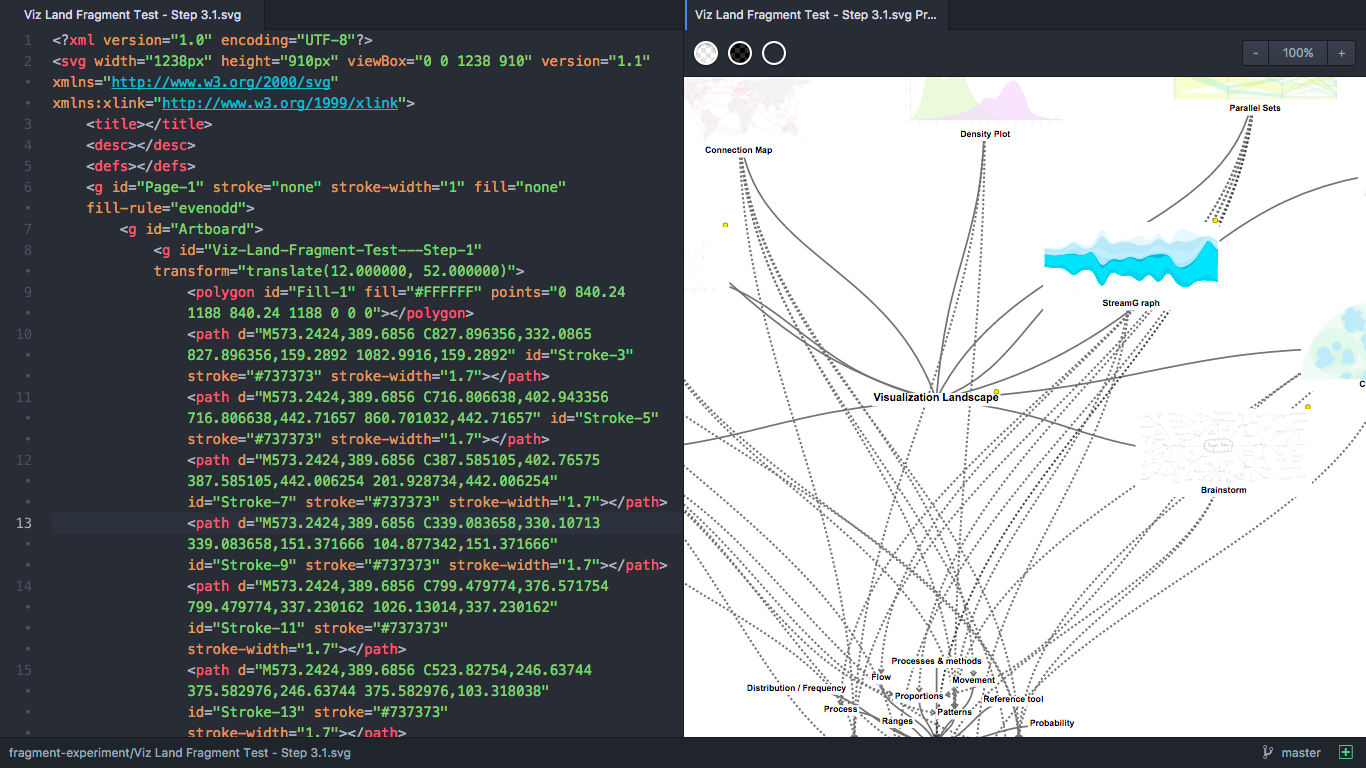 Viz Land Fragment Test - Step 3.1.svg
1 <?xml version="1.0" encoding="UTF-8"?>
2 <svg width="1238px" height="910px" viewBox="0 0 1238 910" version="1.1"
xmlns="http://www.w3.org/2000/svg"
xmlns:xlink="http://www.w3.org/1999/xlink">
3 <title></title>
4 <desc></desc>
5 <defs></defs>
6 <g id="Page-1" stroke="none" stroke-width="1" fill="none"
fill-rule="evenodd">
7 <g id="Artboard">
8 <g id="Viz-Land-Fragment-Test---Step-1"
transform="translate(12.000000, 52.000000)">
9 <polygon id="Fill-1" fill="#FFFFFF" points="0 840.24
1188 840.24 1188 0 0 0"></polygon>
10 <path d="M573.2424,389.6856 C827.896356,332.0865
827.896356,159.2892 1082.9916,159.2892" id="Stroke-3"
stroke="#737373" stroke-width="1.7"></path>
11 <path d="M573.2424,389.6856 C716.806638,402.943356
716.806638,442.71657 860.701032,442.71657" id="Stroke-5"
stroke="#737373" stroke-width="1.7"></path>
12 <path d="M573.2424,389.6856 C387.585105,402.76575
387.585105,442.006254 201.928734,442.006254"
id="Stroke-7" stroke="#737373" stroke-width="1.7"></path>
13 <path d="M573.2424,389.6856 C339.083658,330.10713
339.083658,151.371666 104.877342,151.371666"
id="Stroke-9" stroke="#737373" stroke-width="1.7"></path>
14 <path d="M573.2424,389.6856 C799.479774,376.571754
799.479774,337.230162 1026.13014,337.230162"
id="Stroke-11" stroke="#737373"
stroke-width="1.7"></path>
15 <path d="M573.2424,389.6856 C523.82754,246.63744
375.582976,246.63744 375.582976,103.318038"
id="Stroke-13" stroke="#737373"
stroke-width="1.7"></path>
fragment-experiment/Viz Land Fragment Test - Step 3.1.svg
Viz Land Fragment Test - Step 3.1.svg Pr...
- 100% +
Parallel Sets
Density Plot
Connection Map
StreamG raph
C
Visualization Landscape
Brainstorm
Processes & methods
Flow
Movement
Distribution / Frequency
Proportions
Reference tool
Process
Patterns
Ranges
Probability
master